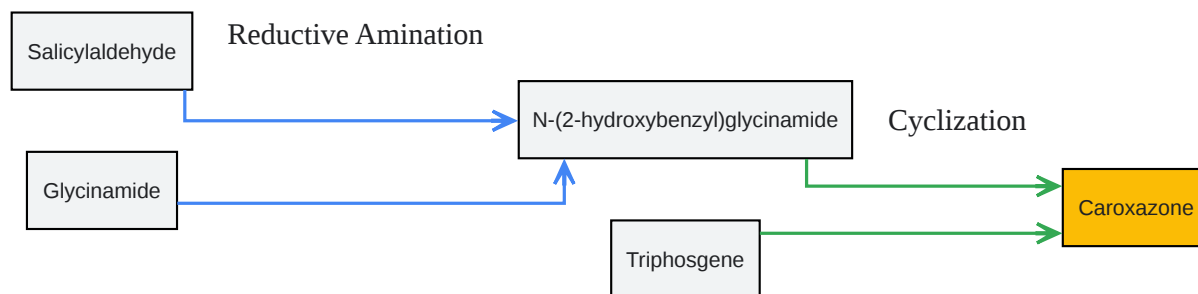 Salicylaldehyde
Reductive Amination
Glycinamide
N-(2-hydroxybenzyl)glycinamide
Cyclization
Triphosgene
Caroxazone